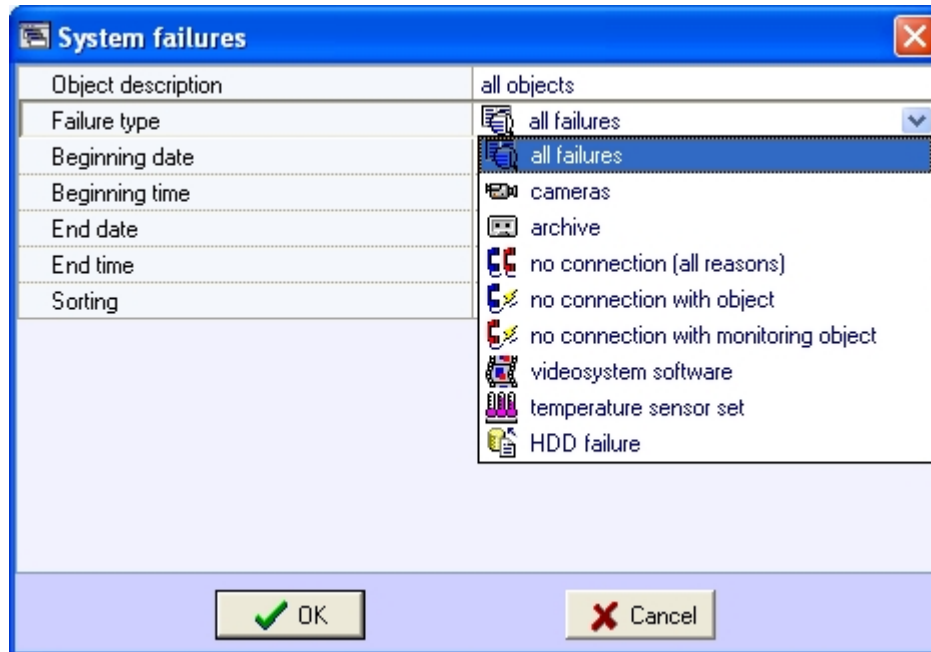 System failures
Object description all objects
Failure type all failures
Beginning date all failures
Beginning time cameras
End date archive
End time no connection (all reasons)
Sorting no connection with object
no connection with monitoring object
videosystem software
temperature sensor set
HDD failure
OK Cancel